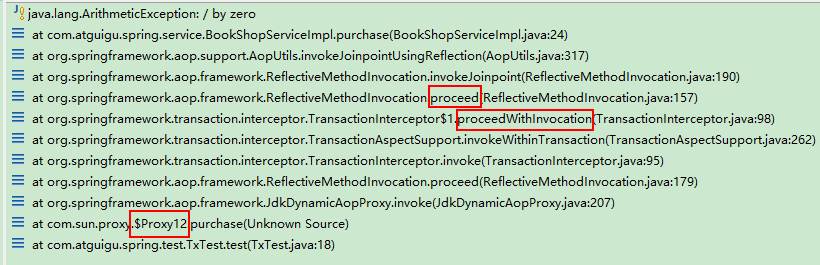 java.lang.ArithmeticException: / by zero
at com.atguigu.spring.service.BookShopServiceImpl.purchase(BookShopServiceImpl.java:24)
at org.springframework.aop.support.AopUtils.invokeJoinpointUsingReflection(AopUtils.java:317)
at org.springframework.aop.framework.ReflectiveMethodInvocation.invokeJoinpoint(ReflectiveMethodInvocation.java:190)
at org.springframework.aop.framework.ReflectiveMethodInvocation.proceed(ReflectiveMethodInvocation.java:157)
at org.springframework.transaction.interceptor.TransactionInterceptor$1.proceedWithInvocation(TransactionInterceptor.java:98)
at org.springframework.transaction.interceptor.TransactionAspectSupport.invokeWithinTransaction(TransactionAspectSupport.java:262)
at org.springframework.transaction.interceptor.TransactionInterceptor.invoke(TransactionInterceptor.java:95)
at org.springframework.aop.framework.ReflectiveMethodInvocation.proceed(ReflectiveMethodInvocation.java:179)
at org.springframework.aop.framework.JdkDynamicAopProxy.invoke(JdkDynamicAopProxy.java:207)
at com.sun.proxy.$Proxy12.purchase(Unknown Source)
at com.atguigu.spring.test.TxTest.test(TxTest.java:18)